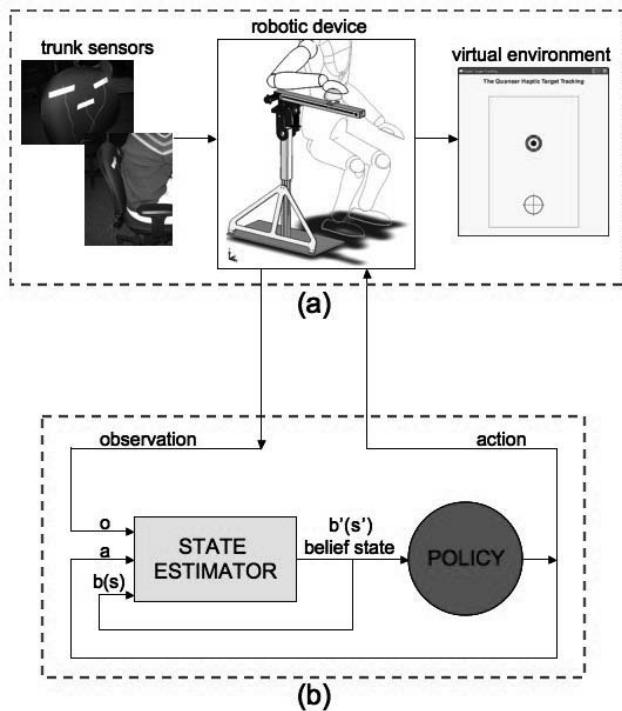 robotic device
trunk sensors
virtual environment
The Quanser Haptic Target Tracking
(a)
observation
action
o
a
b(s)
STATE
ESTIMATOR
b'(s')
belief state
POLICY
(b)